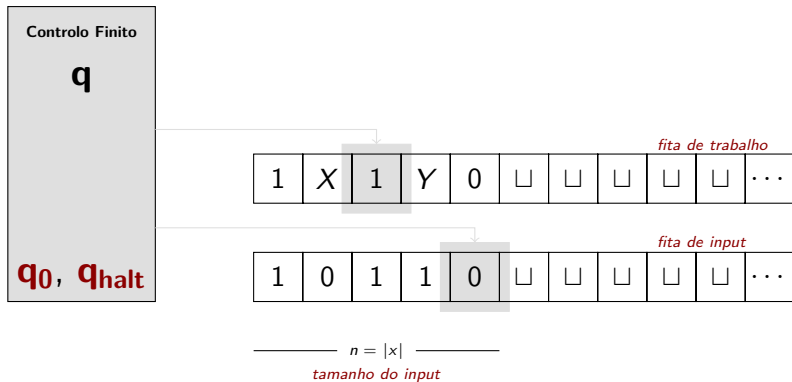 Controlo Finito
q
fita de trabalho
1 X 1 Y 0 ⊔ ⊔ ⊔ ⊔ ⊔ ···
fita de input
q0, qhalt
1 0 1 1 0 ⊔ ⊔ ⊔ ⊔ ⊔ ···
n = |x|
tamanho do input